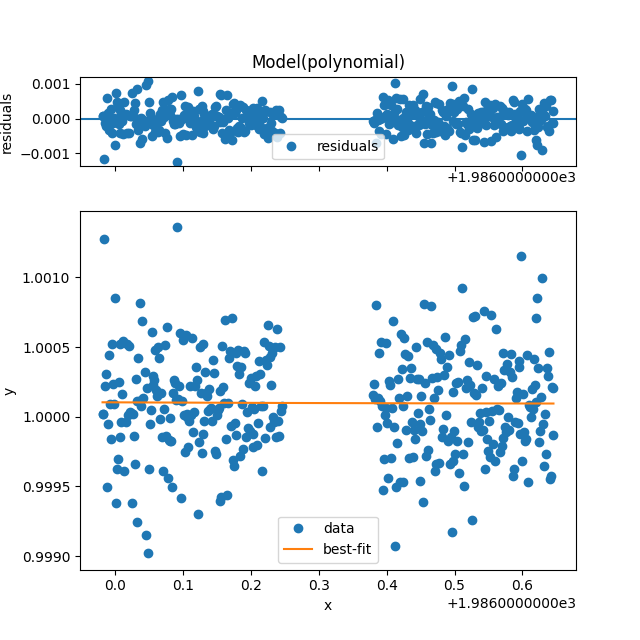 Model(polynomial)
0.001
0.000
−0.001
residuals
residuals
+1.9860000000e3
1.0010
1.0005
1.0000
0.9995
0.9990
y
data
best-fit
0.0 0.1 0.2 0.3 0.4 0.5 0.6
x
+1.9860000000e3